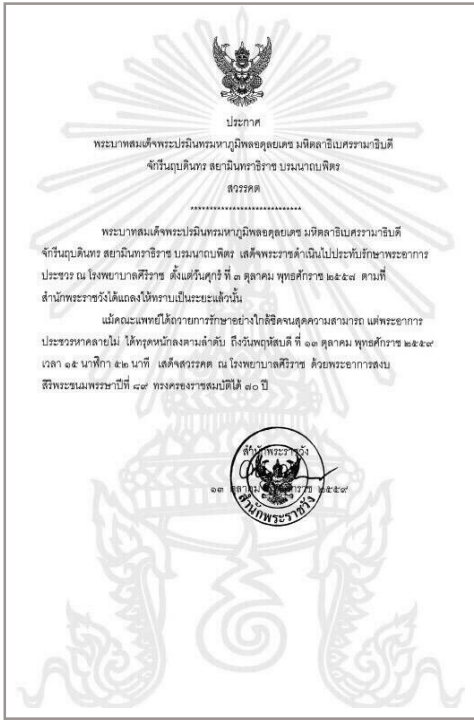 ประกาศ
พระบาทสมเด็จพระปรมินทรมหาภูมิพลอดุลยเดช มหิตลาธิเบศรรามาธิบดี
จักรีนฤบดินทร สยามินทราธิราช บรมนาถบพิตร
สวรรคต
****************************
พระบาทสมเด็จพระปรมินทรมหาภูมิพลอดุลยเดช มหิตลาธิเบศรรามาธิบดี
จักรีนฤบดินทร สยามินทราธิราช บรมนาถบพิตร เสด็จพระราชดำเนินไปประทับรักษาพระอาการ
ประชวร ณ โรงพยาบาลศิริราช ตั้งแต่วันศุกร์ ที่ ๓ ตุลาคม พุทธศักราช ๒๕๕๗ ตามที่
สำนักพระราชวังได้แถลงให้ทราบเป็นระยะแล้วนั้น
แม้คณะแพทย์ได้ถวายการรักษาอย่างใกล้ชิดจนสุดความสามารถ แต่พระอาการ
ประชวรหาคลายไม่ ได้ทรุดหนักลงตามลำดับ ถึงวันพฤหัสบดี ที่ ๑๓ ตุลาคม พุทธศักราช ๒๕๕๙
เวลา ๑๕ นาฬิกา ๕๒ นาที เสด็จสวรรคต ณ โรงพยาบาลศิริราช ด้วยพระอาการสงบ
สิริพระชนมพรรษาปีที่ ๘๙ ทรงครองราชสมบัติได้ ๗๐ ปี
สำนักพระราชวัง
๑๓ ตุลาคม พุทธศักราช ๒๕๕๙
สำนักพระราชวัง